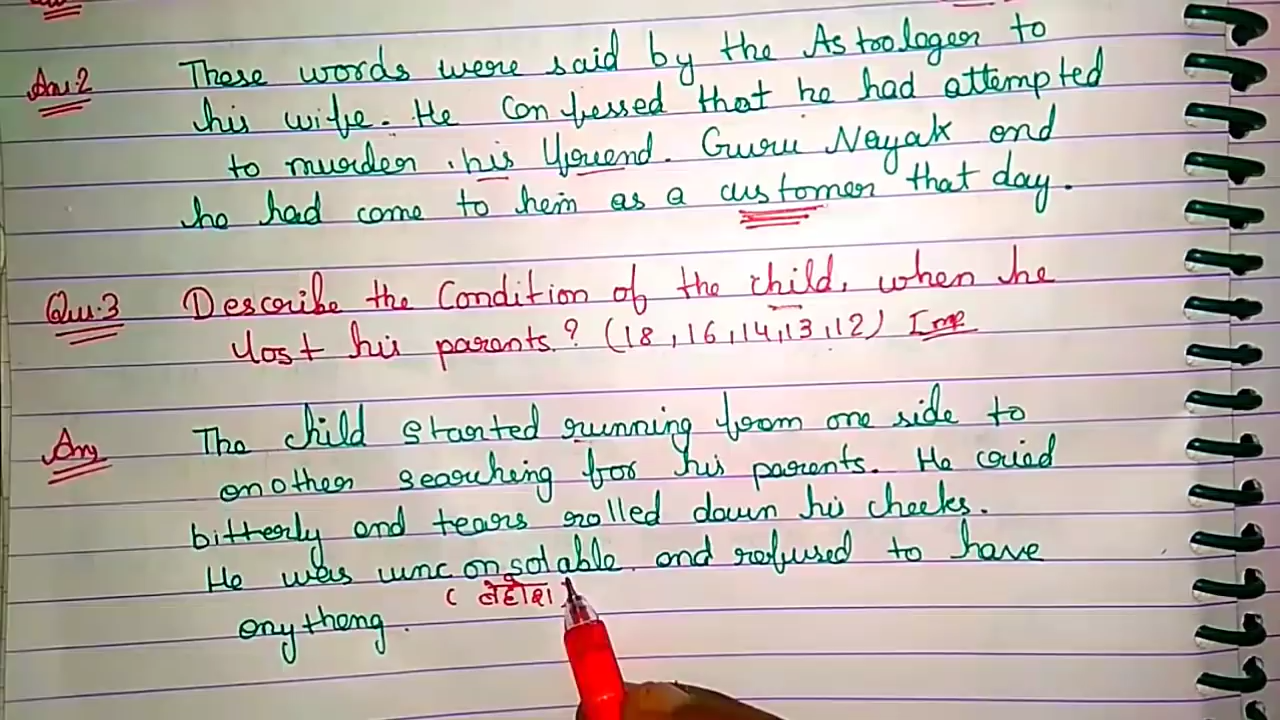 Ans.2 These words were said by the Astrologer to
his wife. He Confessed that he had attempted
to murder his friend. Guru Nayak and
he had come to him as a customer that day.
Qu:3 Describe the Condition of the child, when he
lost his parents? (18,16,14,13,12) Imp
Ans The child started running from one side to
another searching for his parents. He cried
bitterly and tears rolled down his cheeks.
He was unconsolable and refused to have
( बेहोश )
anything.